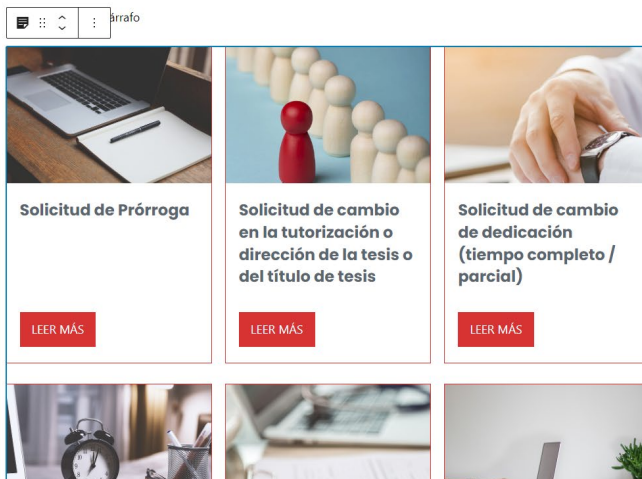 árrafo
Solicitud de Prórroga
Solicitud de cambio
en la tutorización o
dirección de la tesis o
del título de tesis
Solicitud de cambio
de dedicación
(tiempo completo /
parcial)
LEER MÁS
LEER MÁS
LEER MÁS